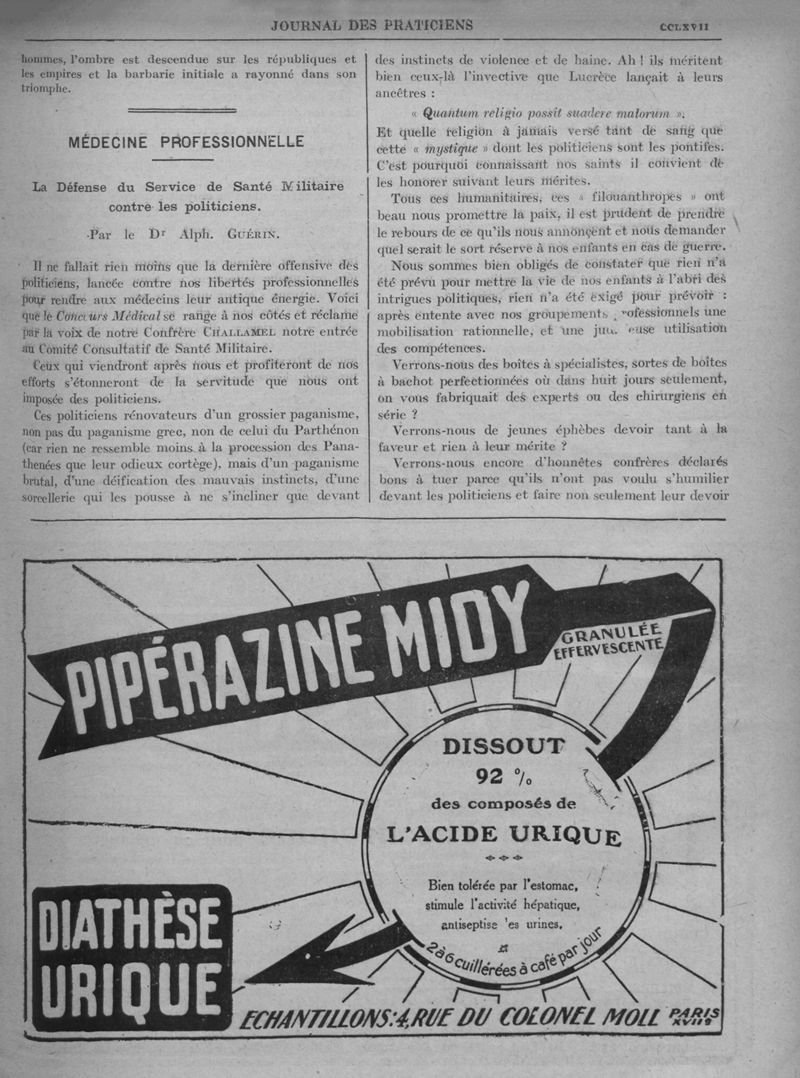 JOURNAL DES PRATICIENS
CCLXVII
hommes, l'ombre est descendue sur les républiques et
les empires et la barbarie initiale a rayonné dans son
triomphe.
MÉDECINE PROFESSIONNELLE
La Défense du Service de Santé Militaire
contre les politiciens.
Par le Dr Alph. GUÉRIN.
Il ne fallait rien moins que la dernière offensive des
politiciens, lancée contre nos libertés professionnelles
pour rendre aux médecins leur antique énergie. Voici
que le Concours Médical se range à nos côtés et réclame
par la voix de notre Confrère CHALLAMEL notre entrée
au Comité Consultatif de Santé Militaire.
Ceux qui viendront après nous et profiteront de nos
efforts s'étonneront de la servitude que nous ont
imposée des politiciens.
Ces politiciens rénovateurs d'un grossier paganisme,
non pas du paganisme grec, non de celui du Parthénon
(car rien ne ressemble moins à la procession des Pana-
thenées que leur odieux cortège), mais d'un paganisme
brutal, d'une déification des mauvais instincts, d'une
sorcellerie qui les pousse à ne s'incliner que devant
des instincts de violence et de haine. Ah ! ils méritent
bien ceux-là l'invective que Lucrèce lançait à leurs
ancêtres :
« Quantum religio possit suadere malorum ».
Et quelle religion à jamais versé tant de sang que
cette « mystique » dont les politiciens sont les pontifes.
C'est pourquoi connaissant nos saints il convient de
les honorer suivant leurs mérites.
Tous ces humanitaires, ces « filouanthropes » ont
beau nous promettre la paix, il est prudent de prendre
le rebours de ce qu'ils nous annonçent et nous demander
quel serait le sort réservé à nos enfants en cas de guerre.
Nous sommes bien obligés de constater que rien n'a
été prévu pour mettre la vie de nos enfants à l'abri des
intrigues politiques, rien n'a été exigé pour prévoir :
après entente avec nos groupements professionnels une
mobilisation rationnelle, et une utilisation
des compétences.
Verrons-nous des boîtes à spécialistes, sortes de boîtes
à bachot perfectionnées où dans huit jours seulement,
on vous fabriquait des experts ou des chirurgiens en
série ?
Verrons-nous de jeunes éphèbes devoir tant à la
faveur et rien à leur mérite ?
Verrons-nous encore d'honnêtes confrères déclarés
bons à tuer parce qu'ils n'ont pas voulu s'humilier
devant les politiciens et faire non seulement leur devoir
PIPÉRAZINE MIDY
GRANULÉE
EFFERVESCENTE
DISSOUT
92 %
des composés de
L'ACIDE URIQUE
Bien tolérée par l'estomac,
stimule l'activité hépatique,
antiseptise les urines.
2 à 6 cuillérées à café par jour
DIATHÈSE
URIQUE
ECHANTILLONS: 4, RUE DU COLONEL MOLL PARIS
XVIIe